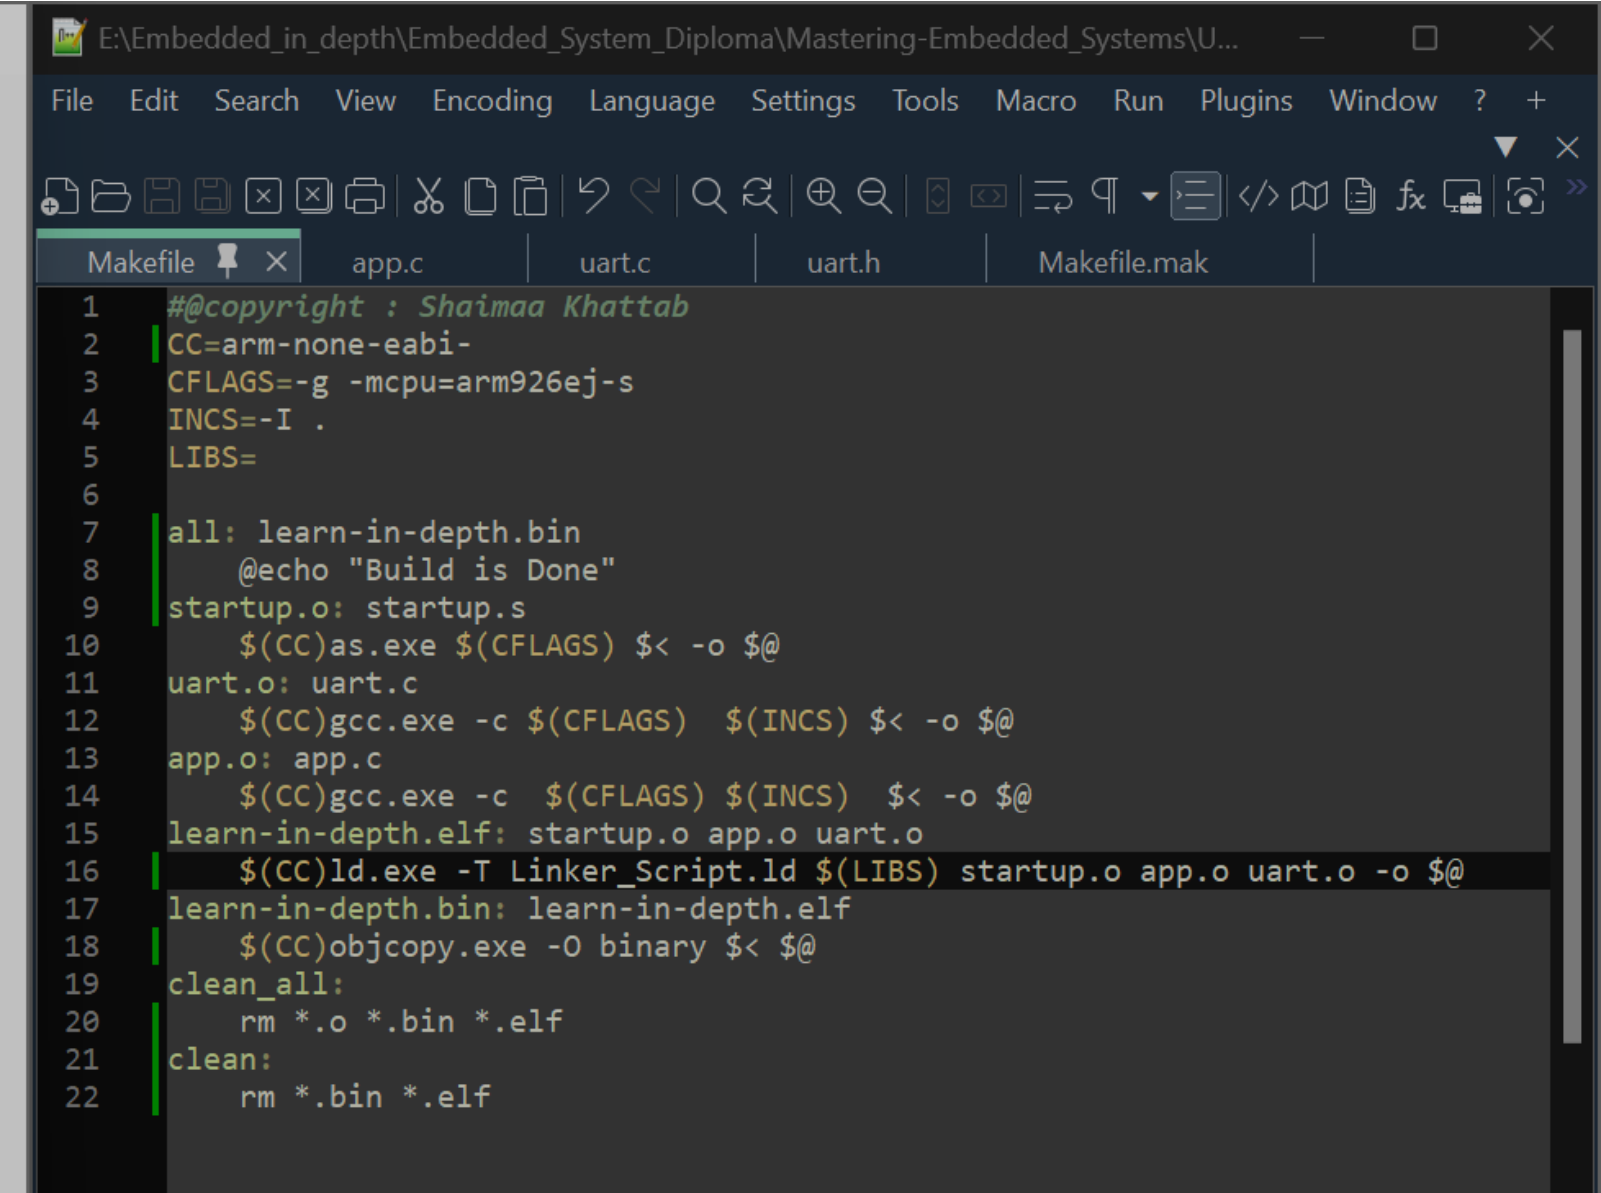 E:\Embedded_in_depth\Embedded_System_Diploma\Mastering-Embedded_Systems\U...
File Edit Search View Encoding Language Settings Tools Macro Run Plugins Window ? +
Makefile app.c uart.c uart.h Makefile.mak
1 #@copyright : Shaimaa Khattab
2 CC=arm-none-eabi-
3 CFLAGS=-g -mcpu=arm926ej-s
4 INCS=-I .
5 LIBS=
6
7 all: learn-in-depth.bin
8     @echo "Build is Done"
9 startup.o: startup.s
10     $(CC)as.exe $(CFLAGS) $< -o $@
11 uart.o: uart.c
12     $(CC)gcc.exe -c $(CFLAGS)  $(INCS) $< -o $@
13 app.o: app.c
14     $(CC)gcc.exe -c  $(CFLAGS) $(INCS)  $< -o $@
15 learn-in-depth.elf: startup.o app.o uart.o
16     $(CC)ld.exe -T Linker_Script.ld $(LIBS) startup.o app.o uart.o -o $@
17 learn-in-depth.bin: learn-in-depth.elf
18     $(CC)objcopy.exe -O binary $< $@
19 clean_all:
20     rm *.o *.bin *.elf
21 clean:
22     rm *.bin *.elf